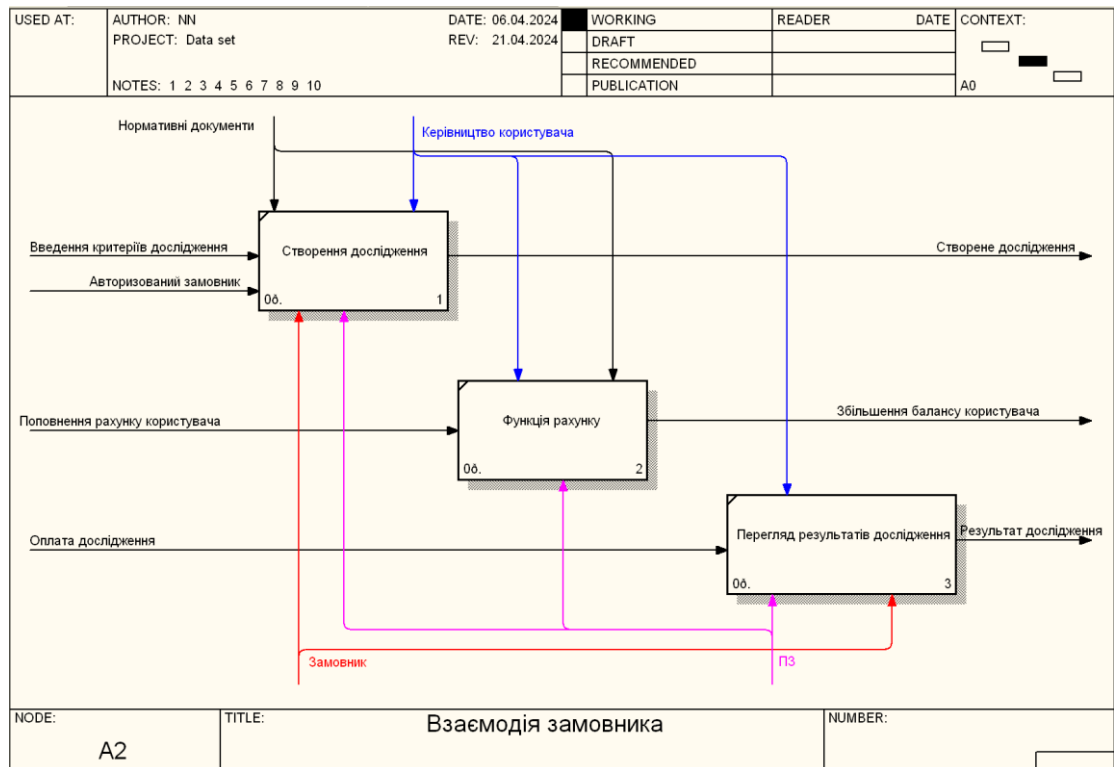 USED AT:
AUTHOR: NN
DATE: 06.04.2024
WORKING
READER
DATE
CONTEXT:
PROJECT: Data set
REV: 21.04.2024
DRAFT
RECOMMENDED
NOTES: 1 2 3 4 5 6 7 8 9 10
PUBLICATION
A0
Нормативні документи
Керівництво користувача
Введення критеріїв дослідження
Створення дослідження
Створене дослідження
Авторизований замовник
0ð.
1
Поповнення рахунку користувача
Функція рахунку
Збільшення балансу користувача
0ð.
2
Оплата дослідження
Перегляд результатів дослідження
Результат дослідження
0ð.
3
Замовник
ПЗ
NODE:
TITLE:
Взаємодія замовника
NUMBER:
A2